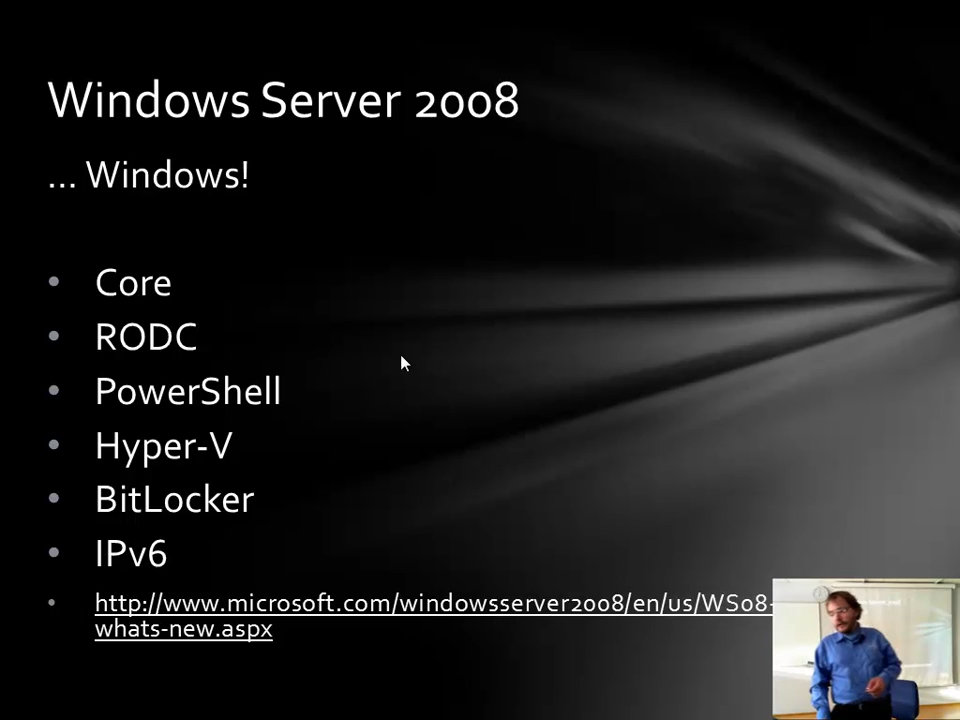 Windows Server 2008
... Windows!
• Core
• RODC
• PowerShell
• Hyper-V
• BitLocker
• IPv6
• http://www.microsoft.com/windowsserver2008/en/us/WS08-
whats-new.aspx